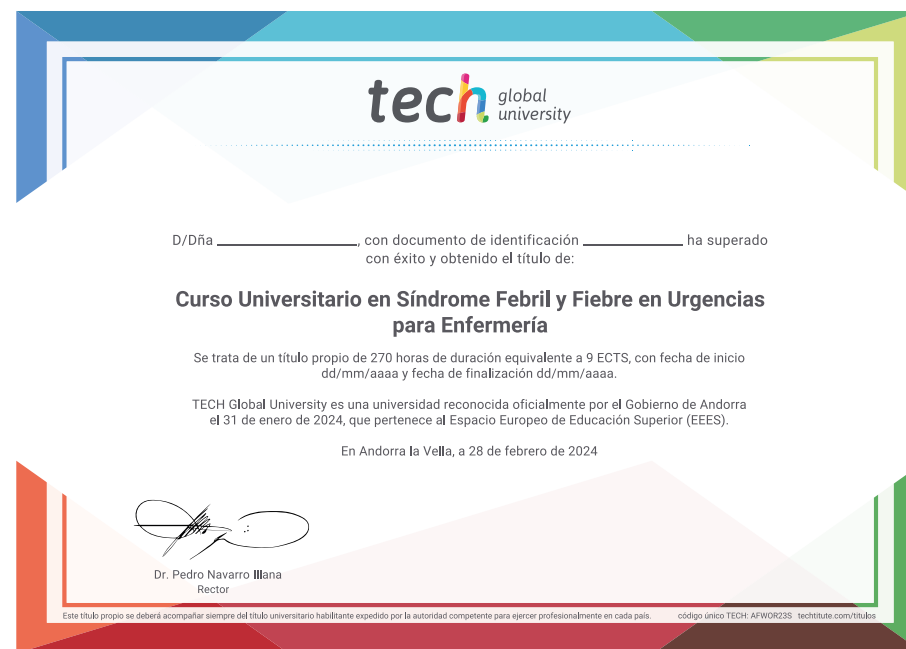 tech global university
D/Dña ____________________, con documento de identificación ______________ ha superado
con éxito y obtenido el título de:
Curso Universitario en Síndrome Febril y Fiebre en Urgencias
para Enfermería
Se trata de un título propio de 270 horas de duración equivalente a 9 ECTS, con fecha de inicio
dd/mm/aaaa y fecha de finalización dd/mm/aaaa.
TECH Global University es una universidad reconocida oficialmente por el Gobierno de Andorra
el 31 de enero de 2024, que pertenece al Espacio Europeo de Educación Superior (EEES).
En Andorra la Vella, a 28 de febrero de 2024
Dr. Pedro Navarro Illana
Rector
Este título propio se deberá acompañar siempre del título universitario habilitante expedido por la autoridad competente para ejercer profesionalmente en cada país. código único TECH: AFWOR23S techtitute.com/titulos